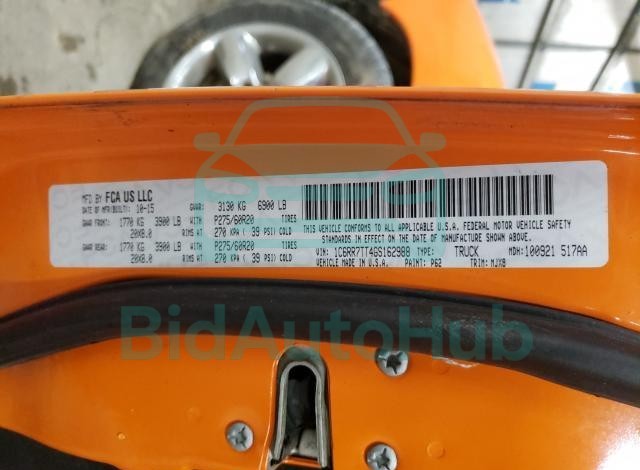 MFD BY FCA US LLC
DATE OF MFR(BUILT): 10-15 GVWR: 3130 KG 6900 LB
GAWR FRONT: 1770 KG 3900 LB WITH P275/60R20 TIRES
20X8.0 RIMS AT 270 KPA ( 39 PSI) COLD
GAWR REAR: 1770 KG 3900 LB WITH P275/60R20 TIRES
20X8.0 RIMS AT 270 KPA ( 39 PSI) COLD
THIS VEHICLE CONFORMS TO ALL APPLICABLE U.S.A. FEDERAL MOTOR VEHICLE SAFETY
STANDARDS IN EFFECT ON THE DATE OF MANUFACTURE SHOWN ABOVE.
VIN: 1C6RR7TT4GS162988 TYPE: TRUCK MDH: 100921 517AA
VEHICLE MADE IN U.S.A. PAINT: P62 TRIM: MJX8
BidAutoHub